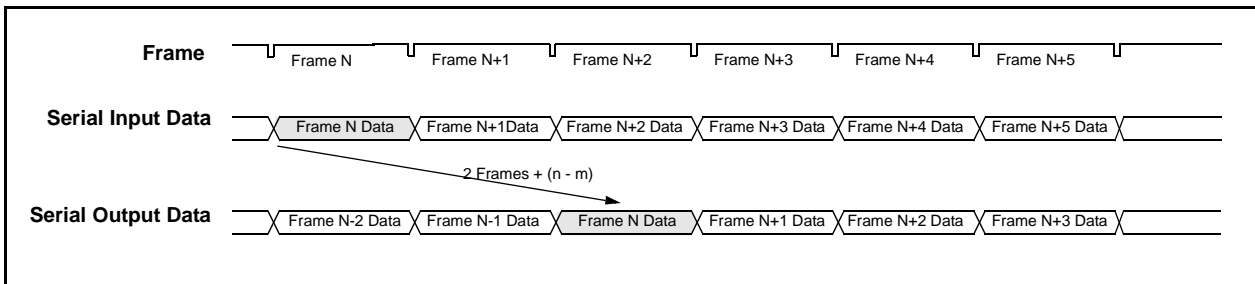 Frame Frame N Frame N+1 Frame N+2 Frame N+3 Frame N+4 Frame N+5
Serial Input Data Frame N Data Frame N+1Data Frame N+2 Data Frame N+3 Data Frame N+4 Data Frame N+5 Data
2 Frames + (n - m)
Serial Output Data Frame N-2 Data Frame N-1 Data Frame N Data Frame N+1 Data Frame N+2 Data Frame N+3 Data